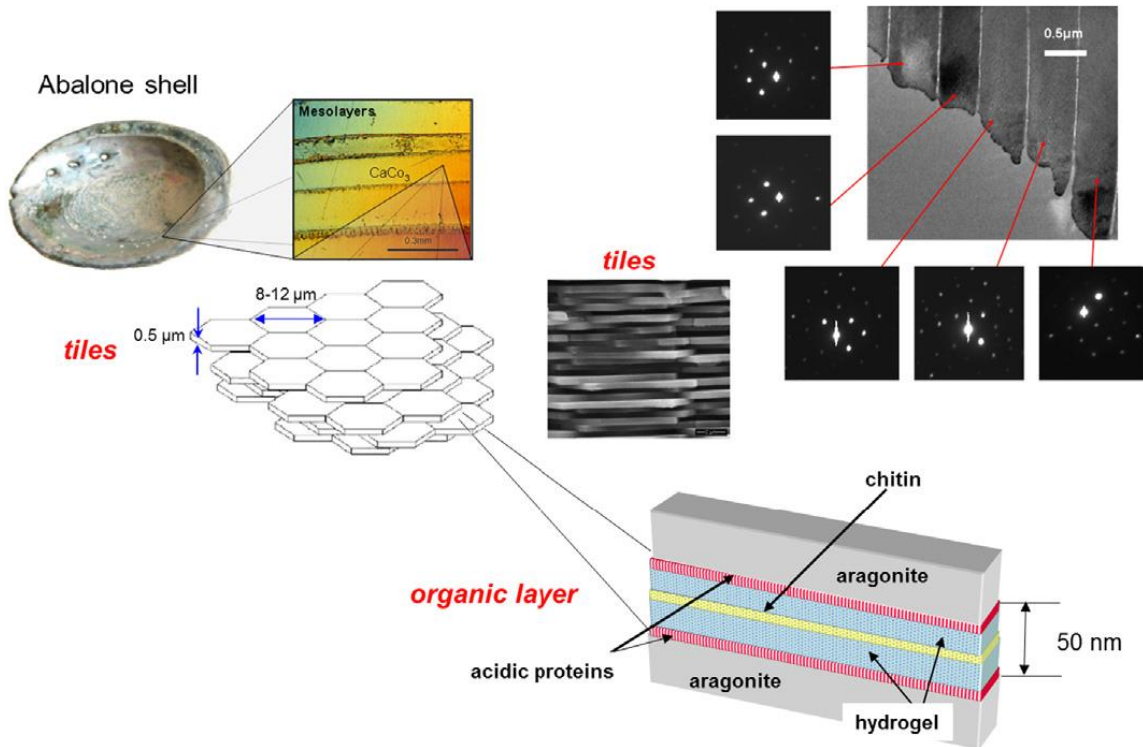 Abalone shell
Mesolayers
CaCo3
0.3mm
0.5µm
tiles
8-12 µm
0.5 µm
tiles
chitin
aragonite
organic layer
50 nm
acidic proteins
aragonite
hydrogel